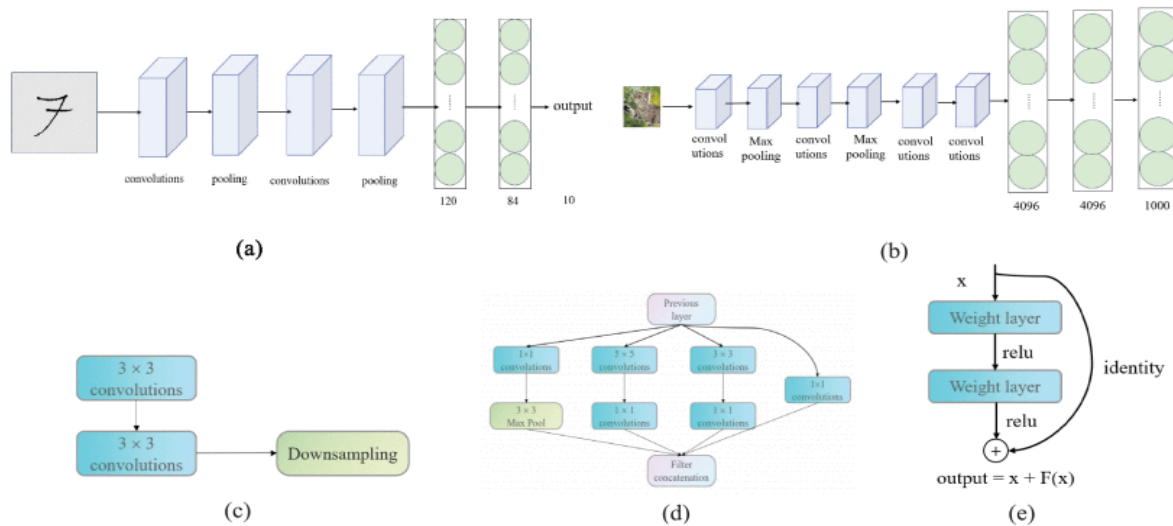 convolutions
pooling
convolutions
pooling
120
84
output
10
(a)
convol
utions
Max
pooling
convol
utions
Max
pooling
convol
utions
convol
utions
4096
4096
1000
(b)
3 × 3
convolutions
3 × 3
convolutions
Downsampling
(c)
Previous
layer
1×1
convolutions
5 × 5
convolutions
3 × 3
convolutions
1×1
convolutions
3 × 3
Max Pool
1 × 1
convolutions
1 × 1
convolutions
Filter
concatenation
(d)
x
Weight layer
relu
Weight layer
relu
identity
+
output = x + F(x)
(e)